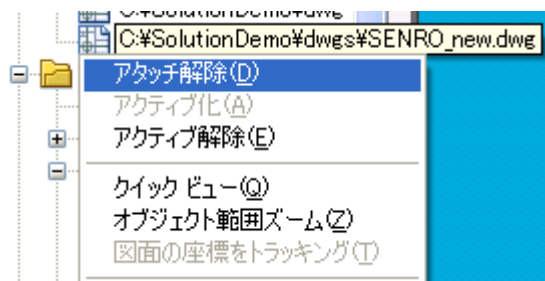 C:¥SolutionDemo¥dwg
C:¥SolutionDemo¥dwgs¥SENRO_new.dwg
アタッチ解除(D)
アクティブ化(A)
アクティブ解除(E)
クイック ビュー(Q)
オブジェクト範囲ズーム(Z)
図面の座標をトラッキング(T)